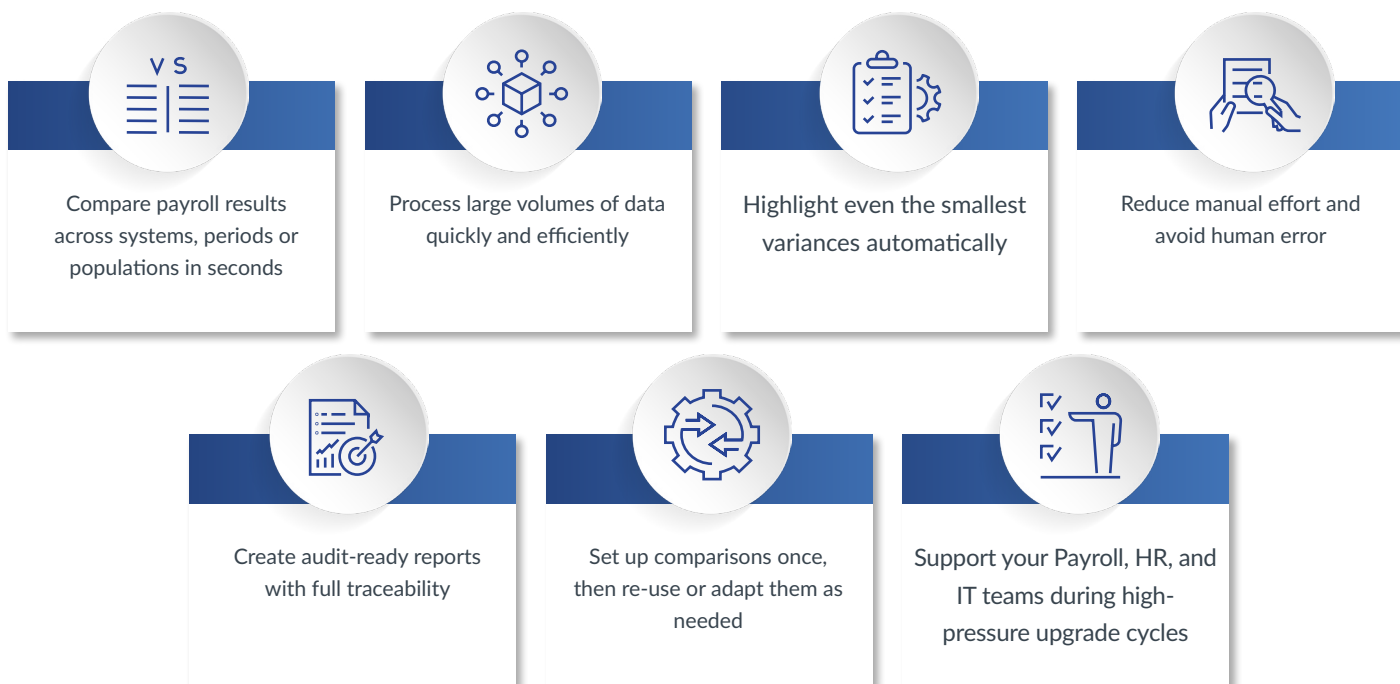 V S
Compare payroll results
across systems, periods or
populations in seconds
Process large volumes of data
quickly and efficiently
Highlight even the smallest
variances automatically
Reduce manual effort and
avoid human error
Create audit-ready reports
with full traceability
Set up comparisons once,
then re-use or adapt them as
needed
Support your Payroll, HR, and
IT teams during high-
pressure upgrade cycles